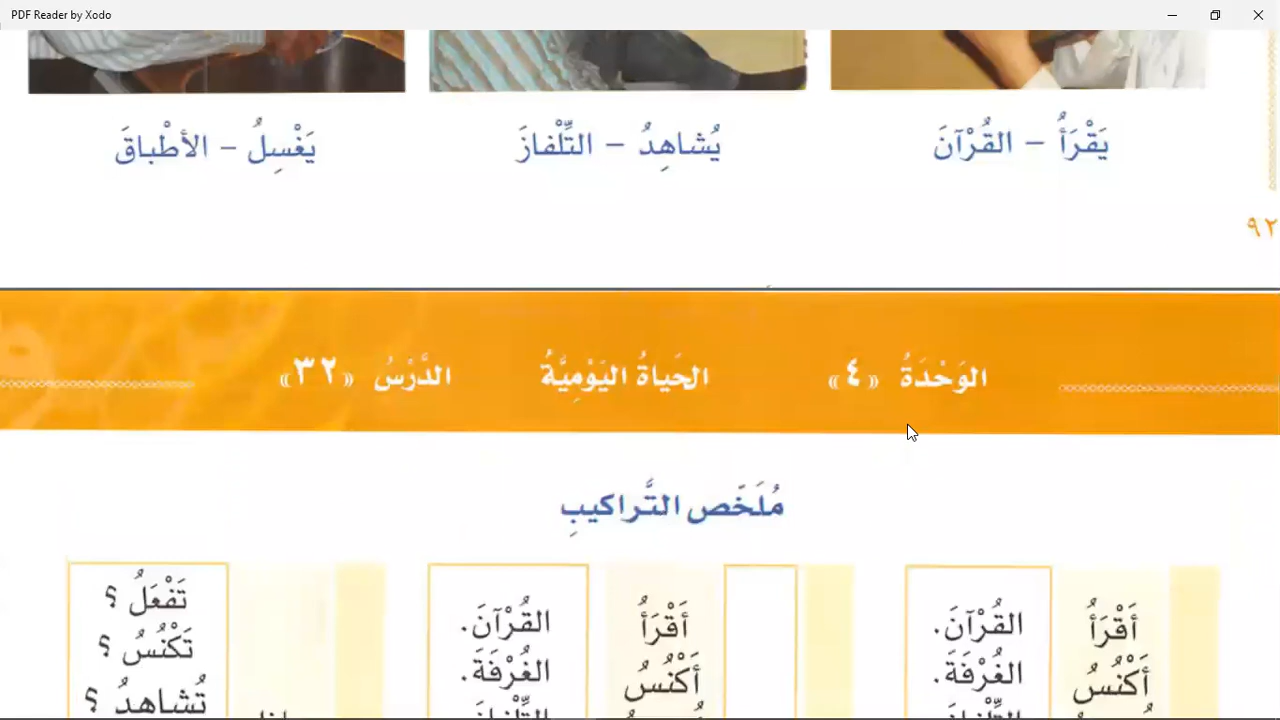 PDF Reader by Xodo
يَقْرَأُ – القُرْآنَ
يُشاهِدُ – التِّلْفازَ
يَغْسِلُ – الأطْباقَ
٩٢
الوَحْدَةُ «٤» الحَياةُ اليَوْمِيَّةُ الدَّرْسُ «٣٢»
مُلَخَّص التَّراكيبِ
أَقْرَأُ القُرْآنَ.
أَكْنُسُ الغُرْفَةَ.
أَقْرَأُ القُرْآنَ.
أَكْنُسُ الغُرْفَةَ.
تَفْعَلُ ؟
تَكْنُسُ ؟
تُشاهِدُ ؟